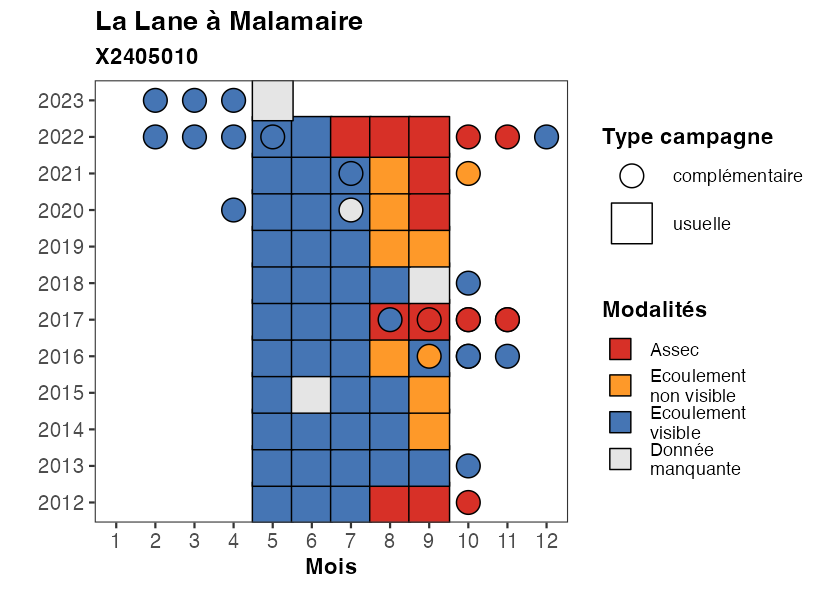 La Lane à Malamaire
X2405010
2023
2022
2021
2020
2019
2018
2017
2016
2015
2014
2013
2012
1 2 3 4 5 6 7 8 9 10 11 12
Mois
Type campagne
complémentaire
usuelle
Modalités
Assec
Ecoulement
non visible
Ecoulement
visible
Donnée
manquante